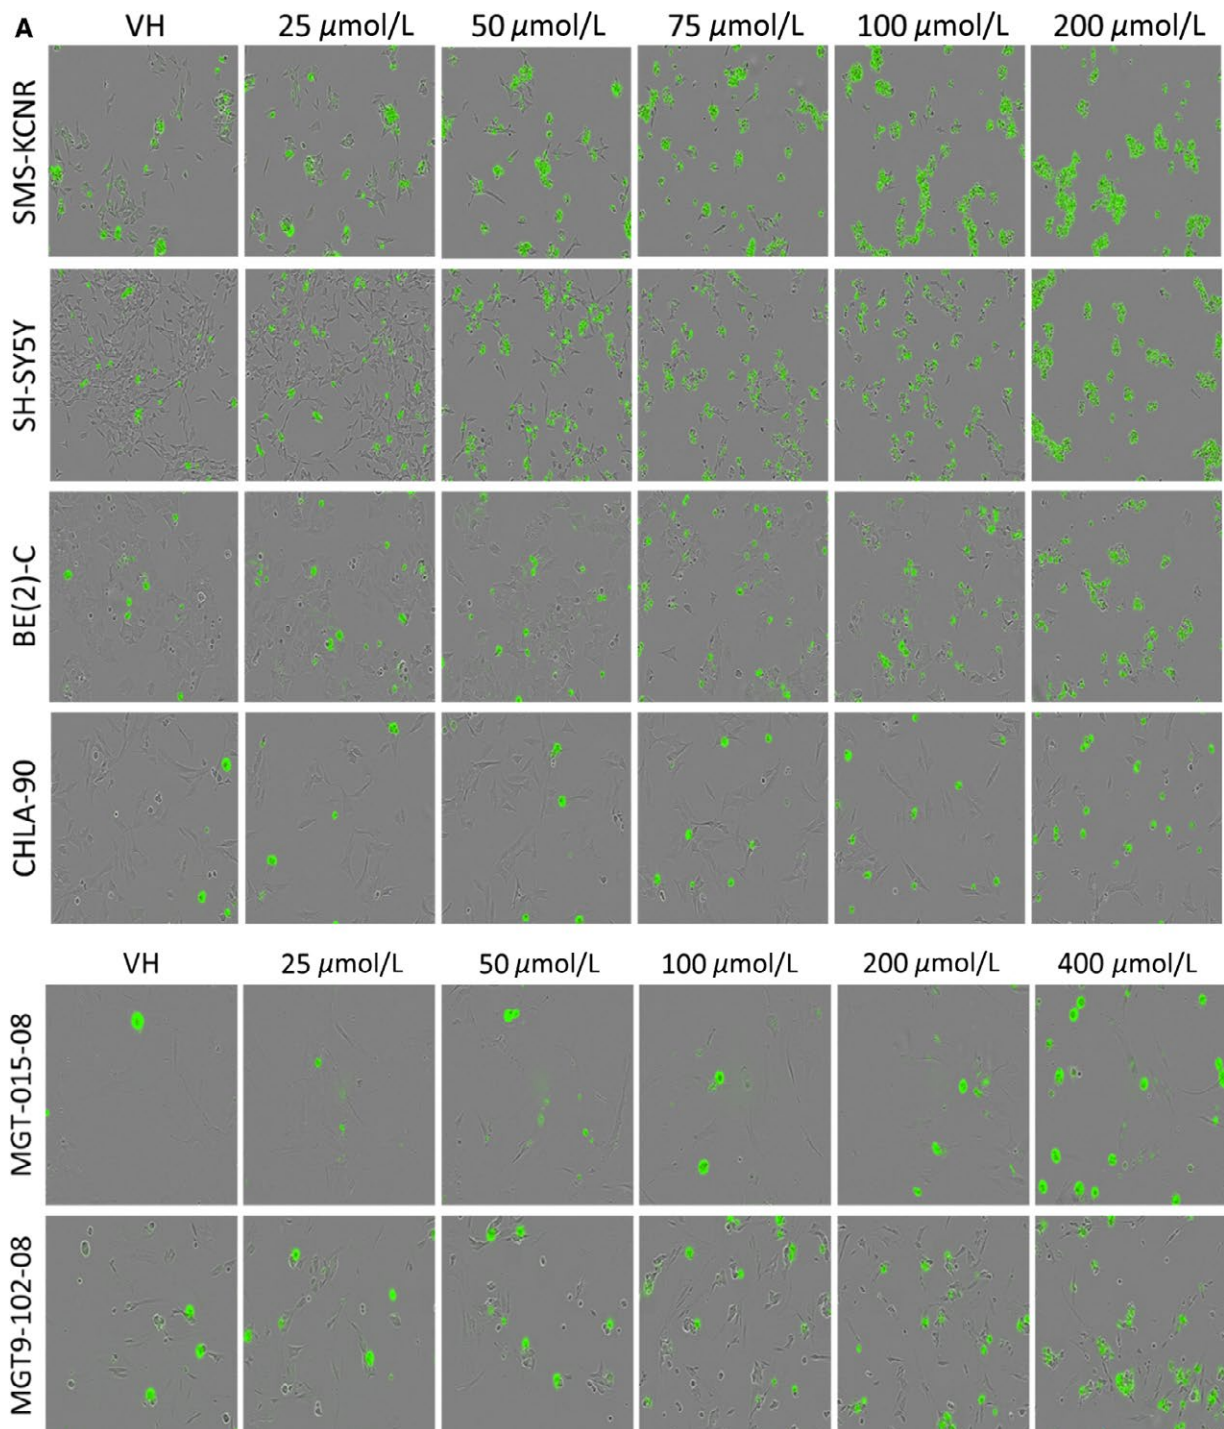 A VH 25 μmol/L 50 μmol/L 75 μmol/L 100 μmol/L 200 μmol/L
SMS-KCNR
SH-SY5Y
BE(2)-C
CHLA-90
VH 25 μmol/L 50 μmol/L 100 μmol/L 200 μmol/L 400 μmol/L
MGT-015-08
MGT9-102-08